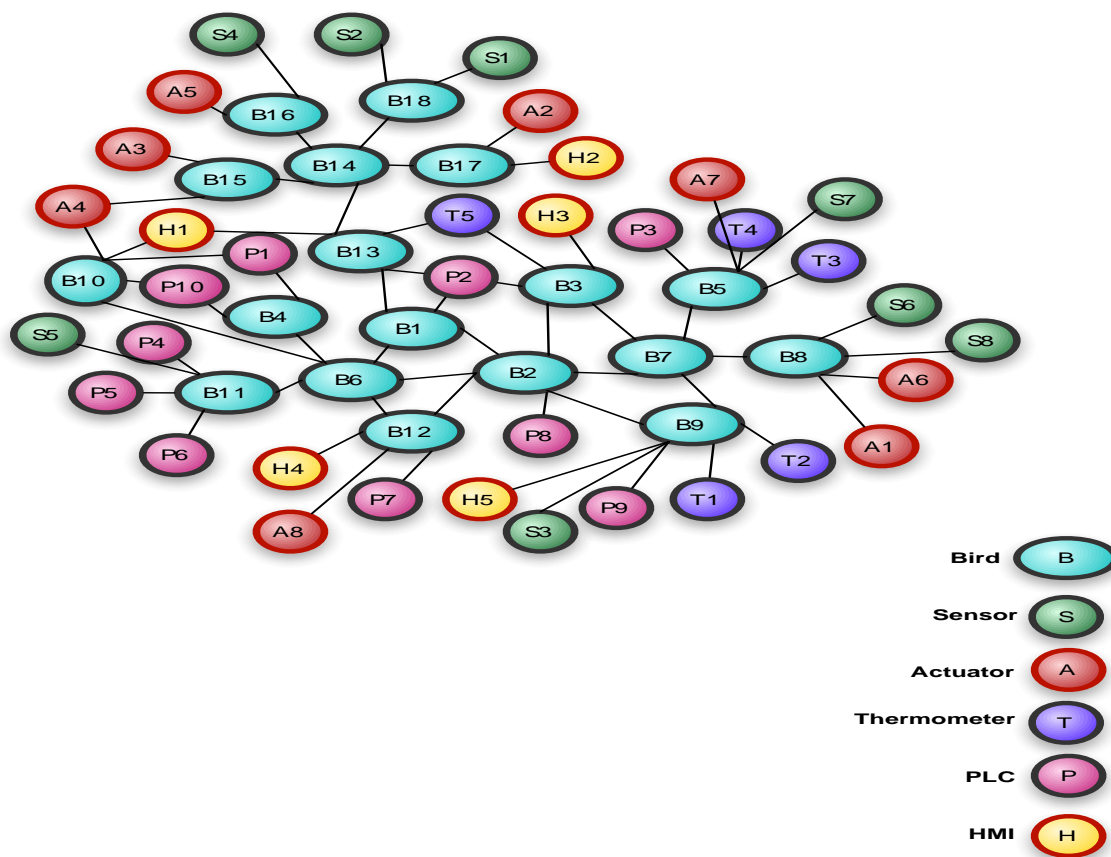 S4
S2
S1
A5
B16
B18
A2
A3
B14
B17
H2
B15
A7
S7
A4
H1
T5
H3
P3
T4
P1
B13
T3
B10
P10
P2
B3
B5
S6
S5
P4
B4
B1
B7
B8
S8
P5
B11
B6
B2
A6
P6
B12
P8
B9
A1
H4
T2
P7
H5
P9
T1
A8
S3
Bird B
Sensor S
Actuator A
Thermometer T
PLC P
HMI H